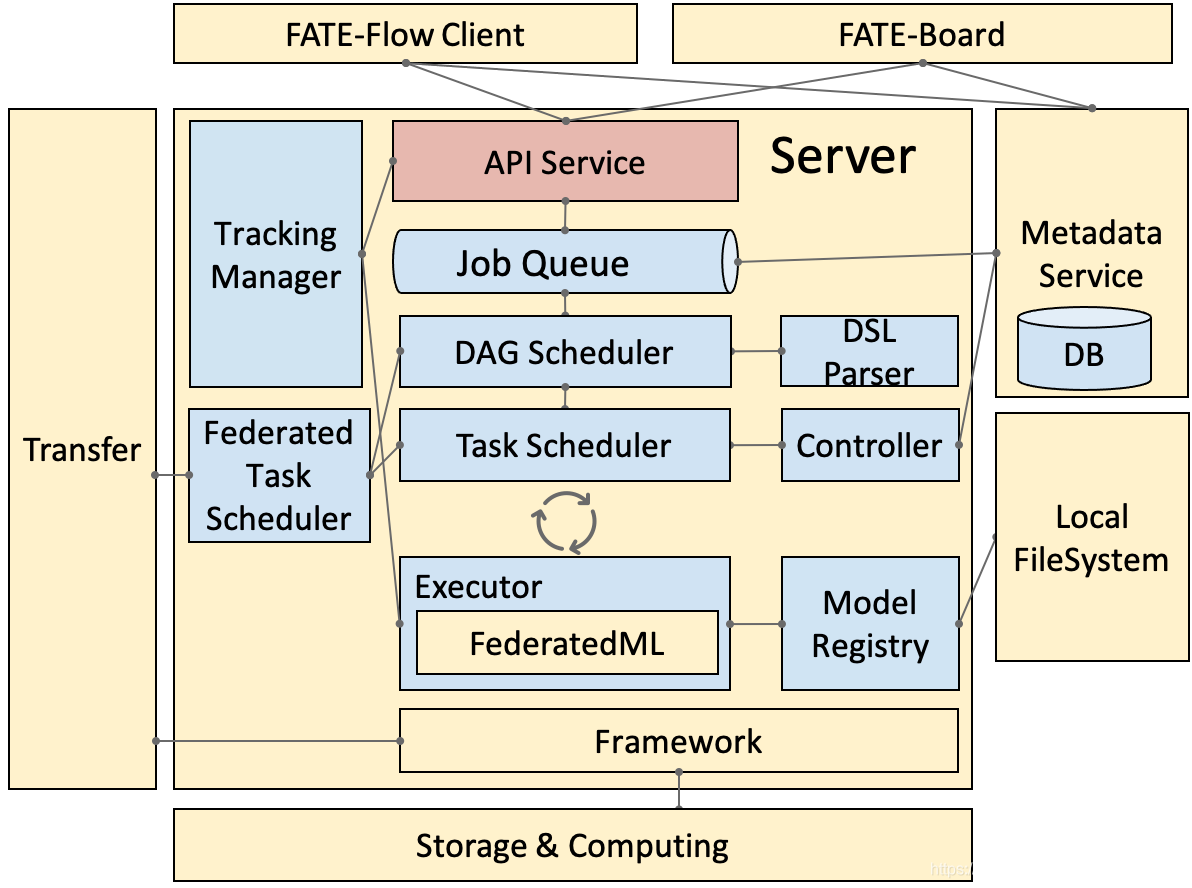 FATE-Flow Client
FATE-Board
API Service
Server
Tracking
Manager
Job Queue
Metadata
Service
DB
DAG Scheduler
DSL
Parser
Transfer
Federated
Task
Scheduler
Task Scheduler
Controller
Local
FileSystem
Executor
FederatedML
Model
Registry
Framework
Storage & Computing
https:/